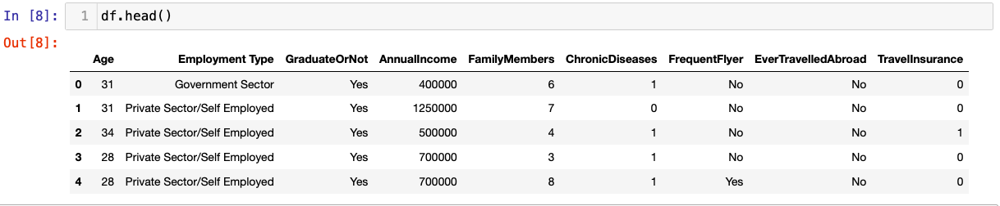 In [8]: 1 df.head()
Out[8]:
Age Employment Type GraduateOrNot AnnualIncome FamilyMembers ChronicDiseases FrequentFlyer EverTravelledAbroad TravelInsurance
0 31 Government Sector Yes 400000 6 1 No No 0
1 31 Private Sector/Self Employed Yes 1250000 7 0 No No 0
2 34 Private Sector/Self Employed Yes 500000 4 1 No No 1
3 28 Private Sector/Self Employed Yes 700000 3 1 No No 0
4 28 Private Sector/Self Employed Yes 700000 8 1 Yes No 0